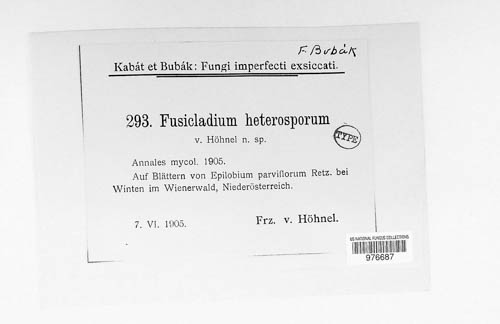 F. Bubák
Kabát et Bubák: Fungi imperfecti exsiccati.
293. Fusicladium heterosporum
v. Höhnel n. sp.
TYPE
Annales mycol. 1905.
Auf Blättern von Epilobium parviflorum Retz. bei
Winten im Wienerwald, Niederösterreich.
7. VI. 1905.
Frz. v. Höhnel.
US NATIONAL FUNGUS COLLECTIONS
976687